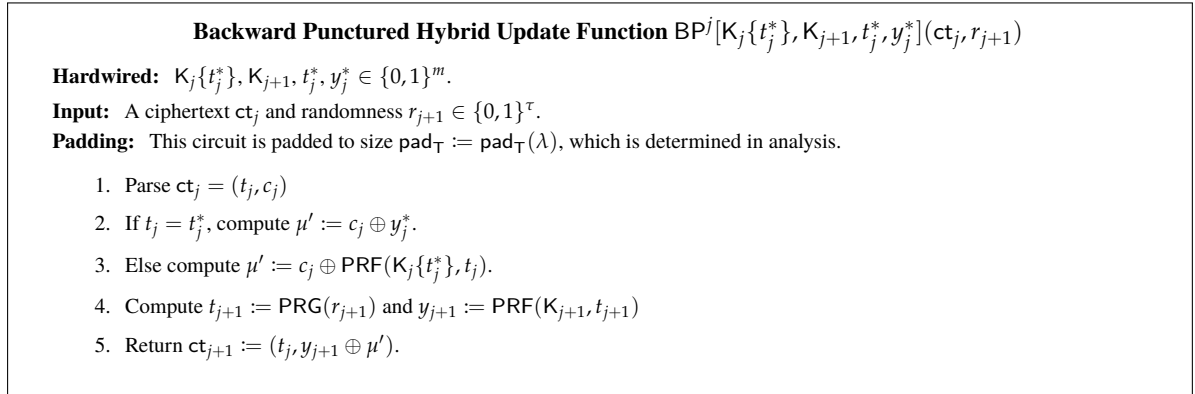 Backward Punctured Hybrid Update Function BP^j[K_j{t_j^*}, K_{j+1}, t_j^*, y_j^*](ct_j, r_{j+1})
Hardwired: K_j{t_j^*}, K_{j+1}, t_j^*, y_j^* ∈ {0,1}^m.
Input: A ciphertext ct_j and randomness r_{j+1} ∈ {0,1}^τ.
Padding: This circuit is padded to size pad_T := pad_T(λ), which is determined in analysis.
1. Parse ct_j = (t_j, c_j)
2. If t_j = t_j^*, compute μ′ := c_j ⊕ y_j^*.
3. Else compute μ′ := c_j ⊕ PRF(K_j{t_j^*}, t_j).
4. Compute t_{j+1} := PRG(r_{j+1}) and y_{j+1} := PRF(K_{j+1}, t_{j+1})
5. Return ct_{j+1} := (t_j, y_{j+1} ⊕ μ′).